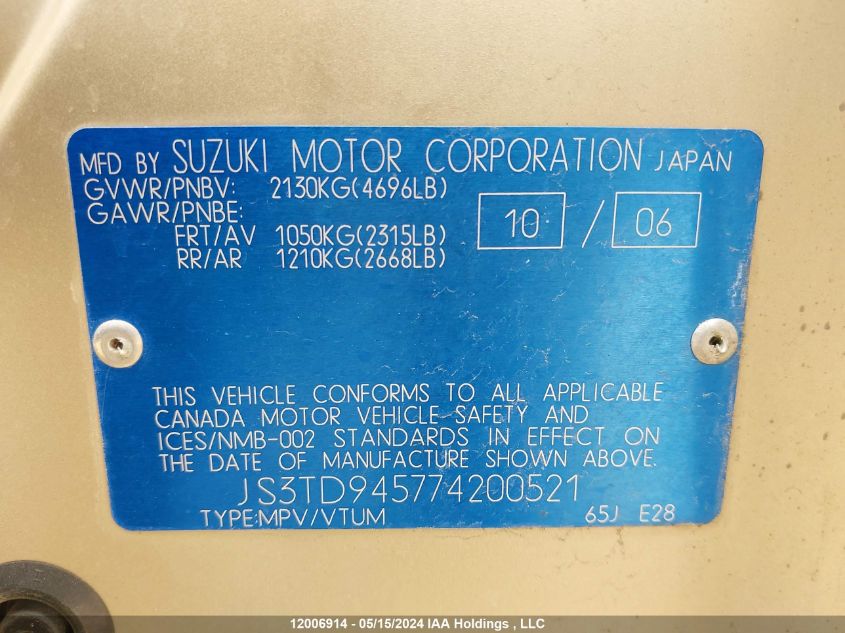 MFD BY SUZUKI MOTOR CORPORATION JAPAN
GVWR/PNBV: 2130KG(4696LB)
GAWR/PNBE:
10 / 06
FRT/AV 1050KG(2315LB)
RR/AR 1210KG(2668LB)
THIS VEHICLE CONFORMS TO ALL APPLICABLE
CANADA MOTOR VEHICLE SAFETY AND
ICES/NMB-002 STANDARDS IN EFFECT ON
THE DATE OF MANUFACTURE SHOWN ABOVE.
JS3TD945774200521
TYPE:MPV/VTUM 65J E28
12006914 - 05/15/2024 IAA Holdings , LLC